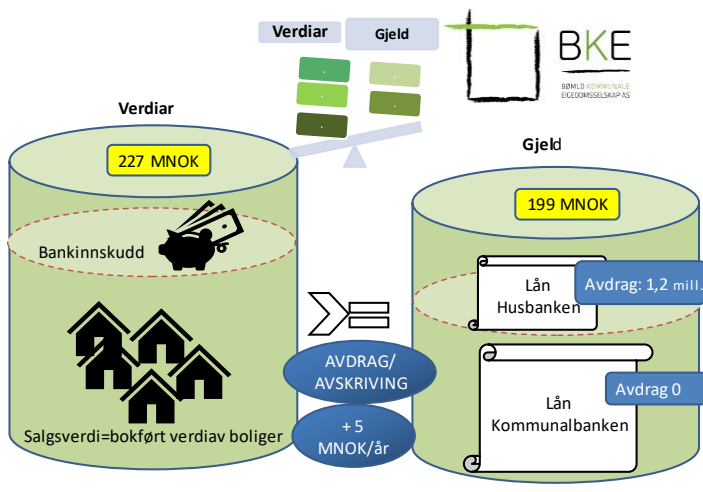 Verdiar
Gjeld
BKE
BØMLO KOMMUNALE
EIGEDOMSSELSKAP AS
Verdiar
227 MNOK
Bankinnskudd
Salgsverdi=bokført verdiav boliger
AVDRAG/
AVSKRIVING
+ 5
MNOK/år
Gjeld
199 MNOK
Lån
Husbanken
Avdrag: 1,2 mill.
Avdrag 0
Lån
Kommunalbanken